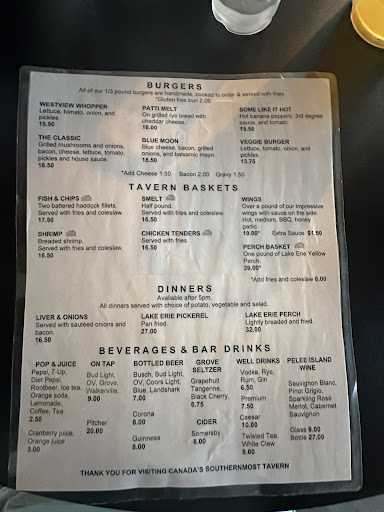 BURGERS
All of our 1/3 pound burgers are handmade, cooked to order & served with fries.
*Gluten free bun 2.00
WESTVIEW WHOPPER
Lettuce, tomato, onion, and
pickles.
15.50
PATTI MELT
On grilled rye bread with
cheddar cheese.
16.00
SOME LIKE IT HOT
Hot banana peppers, 3rd degree
sauce, and tomato.
15.50
THE CLASSIC
Grilled mushrooms and onions,
bacon, cheese, lettuce, tomato,
pickles and house sauce.
18.50
BLUE MOON
Blue cheese, bacon, grilled
onions, and balsamic mayo.
18.50
VEGGIE BURGER
Lettuce, tomato, onion, and
pickles.
13.75
*Add Cheese 1.50 Bacon 2.00 Gravy 1.50
TAVERN BASKETS
FISH & CHIPS
Two battered haddock fillets.
Served with fries and coleslaw.
17.50
SMELT
Half pound.
Served with fries and coleslaw.
16.50
WINGS
Over a pound of our impressive
wings with sauce on the side.
Hot, medium, BBQ, honey
garlic.
19.00* Extra Sauce $1.50
SHRIMP
Breaded shrimp.
Served with fries and coleslaw.
16.50
CHICKEN TENDERS
Served with fries.
16.50
PERCH BASKET
One pound of Lake Erie Yellow
Perch.
39.00*
*Add fries and coleslaw 6.00
DINNERS
Available after 5pm.
All dinners served with choice of potato, vegetable and salad.
LIVER & ONIONS
Served with sautéed onions and
bacon.
16.50
LAKE ERIE PICKEREL
Pan fried.
27.00
LAKE ERIE PERCH
Lightly breaded and fried.
32.00
BEVERAGES & BAR DRINKS
POP & JUICE
Pepsi, 7-Up,
Diet Pepsi,
Rootbeer, Ice tea,
Orange soda,
Lemonade,
Coffee, Tea
2.50
Cranberry juice,
Orange juice
3.00
ON TAP
Bud Light,
OV, Grove,
Walkerville.
9.00
Pitcher
20.00
BOTTLED BEER
Busch, Bud Light,
OV, Coors Light,
Blue, Landshark
7.00
Corona
8.00
Guinness
8.00
GROVE
SELTZER
Grapefruit
Tangerine,
Black Cherry,
6.75
CIDER
Somersby
8.00
WELL DRINKS
Vodka, Rye,
Rum, Gin
6.50
Premium
7.50
Caesar
10.00
Twisted Tea,
White Claw
8.00
PELEE ISLAND
WINE
Sauvignon Blanc,
Pinot Grigio,
Sparkling Rosé
Merlot, Cabernet
Sauvignon
Glass 9.00
Bottle 27.00
THANK YOU FOR VISITING CANADA'S SOUTHERNMOST TAVERN